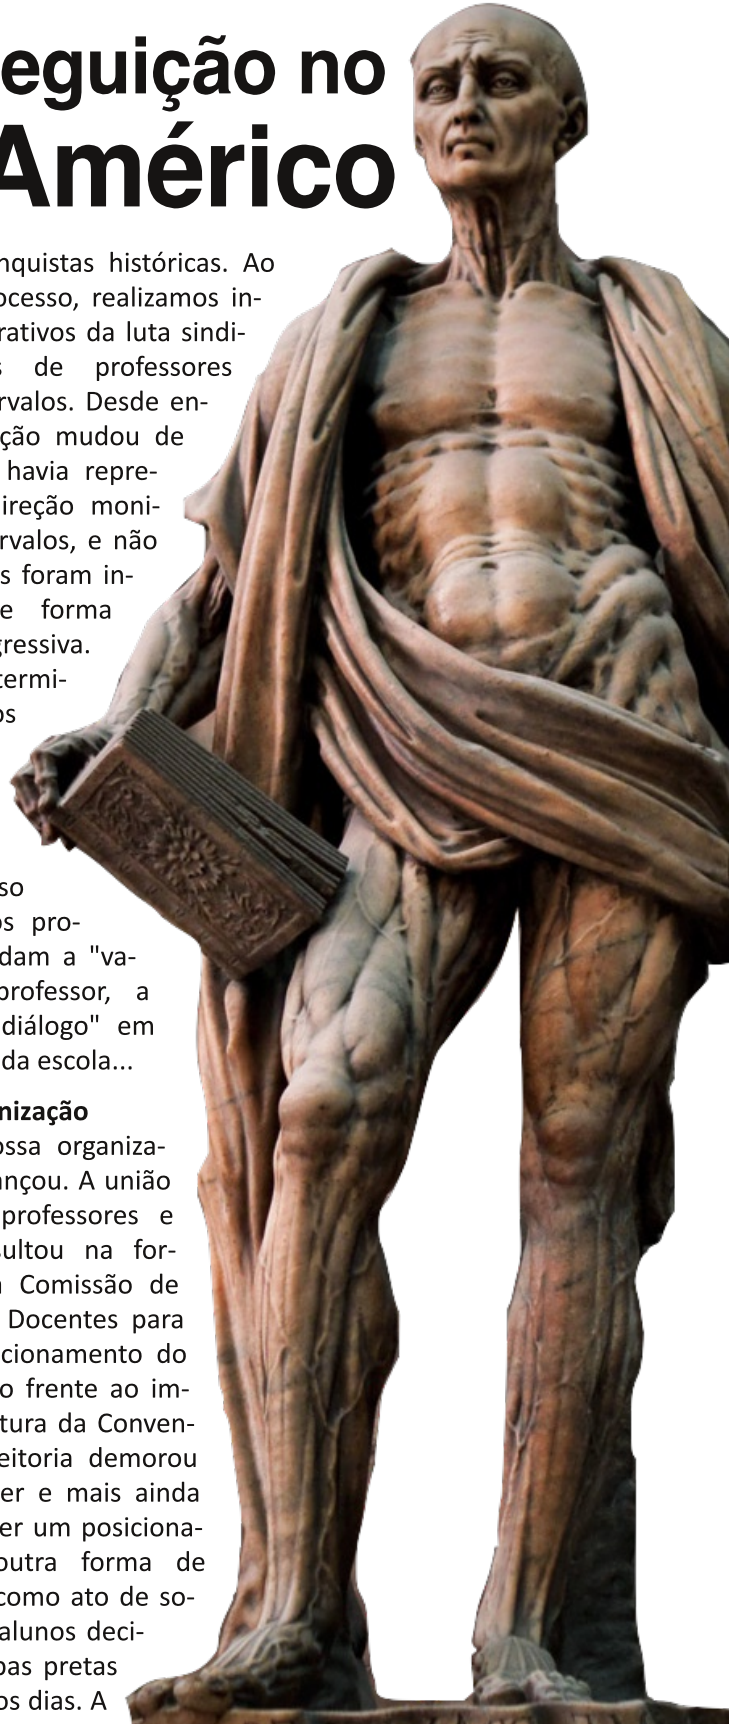 eguição no
Américo
nquistas históricas. Ao
ocesso, realizamos in-
rativos da luta sindi-
s de professores
rvalos. Desde en-
ção mudou de
havia repre-
ireção moni-
rvalos, e não
s foram in-
e forma
gressiva.
termi-
os
so
os pro-
dam a "va-
professor, a
diálogo" em
da escola...
nização
ossa organiza-
ançou. A união
professores e
sultou na for-
a Comissão de
Docentes para
cionamento do
o frente ao im-
tura da Conven-
eitoria demorou
er e mais ainda
er um posiciona-
outra forma de
como ato de so-
alunos deci-
pas pretas
os dias. A